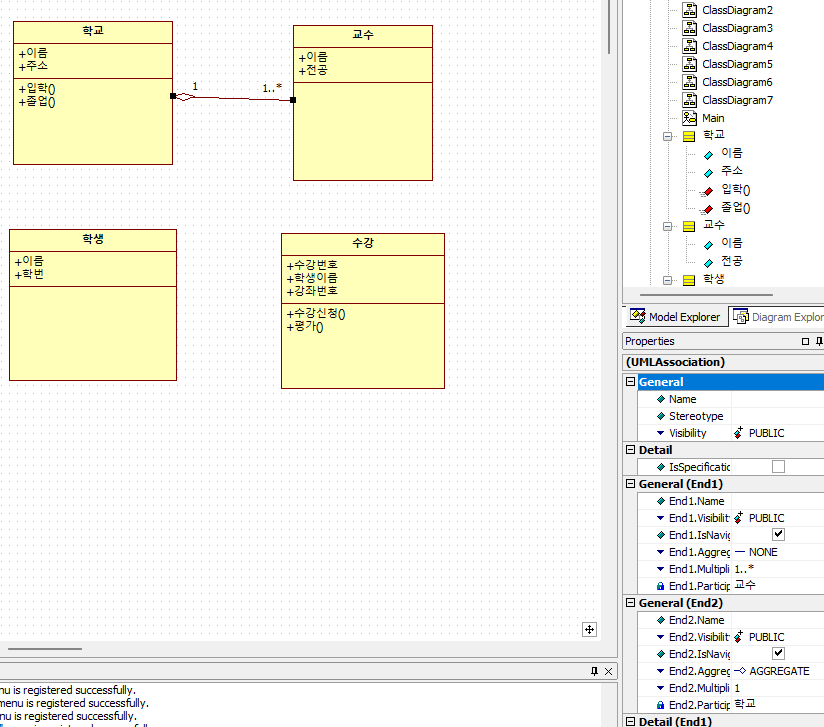 학교
+이름
+주소
+입학()
+졸업()
1
1..*
교수
+이름
+전공
학생
+이름
+학번
수강
+수강번호
+학생이름
+강좌번호
+수강신청()
+평가()
ClassDiagram2
ClassDiagram3
ClassDiagram4
ClassDiagram5
ClassDiagram6
ClassDiagram7
Main
학교
이름
주소
입학()
졸업()
교수
이름
전공
학생
Model Explorer
Diagram Explor
Properties
(UMLAssociation)
General
Name
Stereotype
Visibility PUBLIC
Detail
IsSpecificatic
General (End1)
End1.Name
End1.Visibilit PUBLIC
End1.IsNavig
End1.Aggreg NONE
End1.Multipli 1..*
End1.Particip 교수
General (End2)
End2.Name
End2.Visibilit PUBLIC
End2.IsNavig
End2.Aggreg AGGREGATE
End2.Multipli 1
End2.Particip 학교
Detail (End1)
nu is registered successfully.
menu is registered successfully.
nu is registered successfully.